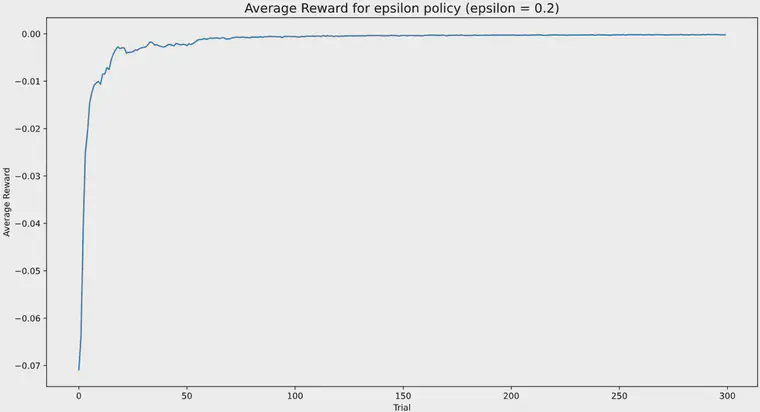 Average Reward for epsilon policy (epsilon = 0.2)
0.00
−0.01
−0.02
−0.03
−0.04
−0.05
−0.06
−0.07
Average Reward
0 50 100 150 200 250 300
Trial